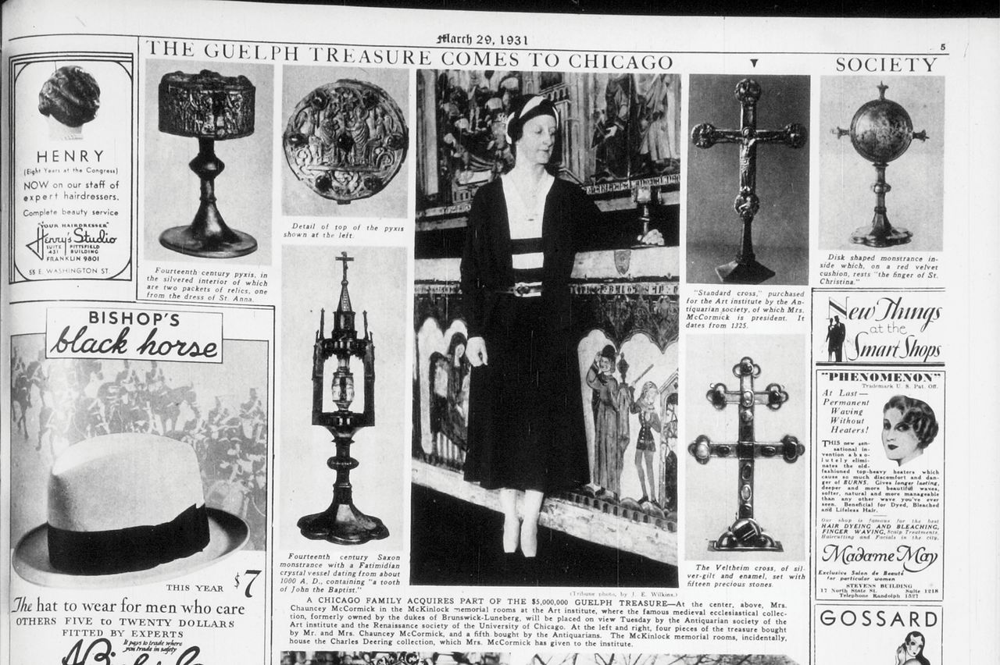 March 29, 1931
5
THE GUELPH TREASURE COMES TO CHICAGO
SOCIETY
HENRY
(Eight Years at the Congress)
NOW on our staff of
expert hairdressers.
Complete beauty service
"YOUR HAIRDRESSER"
Henry's Studio
SUITE 431 PITTSFIELD BUILDING
FRANKLIN 9801
55 E. WASHINGTON ST.
BISHOP'S
black horse
THIS YEAR $7
The hat to wear for men who care
OTHERS FIVE to TWENTY DOLLARS
FITTED BY EXPERTS
It pays to trade where
you trade in safety
Fourteenth century pyxis, in
the silvered interior of which
are two packets of relics, one
from the dress of St. Anna.
Detail of top of the pyxis
shown at the left.
Fourteenth century Saxon
monstrance with a Fatimidian
crystal vessel dating from about
1000 A. D., containing "a tooth
of John the Baptist."
(Tribune photo, by J. E. Wilkins.)
A CHICAGO FAMILY ACQUIRES PART OF THE $5,000,000 GUELPH TREASURE—At the center, above, Mrs.
Chauncey McCormick in the McKinlock memorial rooms at the Art institute, where the famous medieval ecclesiastical collec-
tion, formerly owned by the dukes of Brunswick-Luneberg, will be placed on view Tuesday by the Antiquarian society of the
Art institute and the Renaissance society of the University of Chicago. At the left and right, four pieces of the treasure bought
by Mr. and Mrs. Chauncey McCormick, and a fifth bought by the Antiquarians. The McKinlock memorial rooms, incidentally,
house the Charles Deering collection, which Mrs. McCormick has given to the institute.
"Standard cross," purchased
for the Art institute by the An-
tiquarian society, of which Mrs.
McCormick is president. It
dates from 1325.
The Veltheim cross, of sil-
ver-gilt and enamel, set with
fifteen precious stones.
Disk shaped monstrance in-
side which, on a red velvet
cushion, rests "the finger of St.
Christina."
New Things
at the
Smart Shops
"PHENOMENON"
Trademark U. S. Pat. Off.
At Last—
Permanent
Waving
Without
Heaters!
THIS new sen-
sational in-
vention abso-
lutely elimi-
nates the old-
fashioned top-heavy heaters which
cause so much discomfort and dan-
ger of BURNS. Gives longer lasting,
deeper and more beautiful waves,
softer, natural and more manageable
than any other wave you've ever
seen. Beneficial for Dyed, Bleached
and Lifeless Hair.
Our shop is famous for the best
HAIR DYEING AND BLEACHING,
FINGER WAVING, Scalp Treatments,
Haircutting and Facials in the city.
Madame May
Exclusive Salon de Beauté
for particular women
STEVENS BUILDING
17 North State St. Suite 1218
Telephone Randolph 1527
GOSSARD